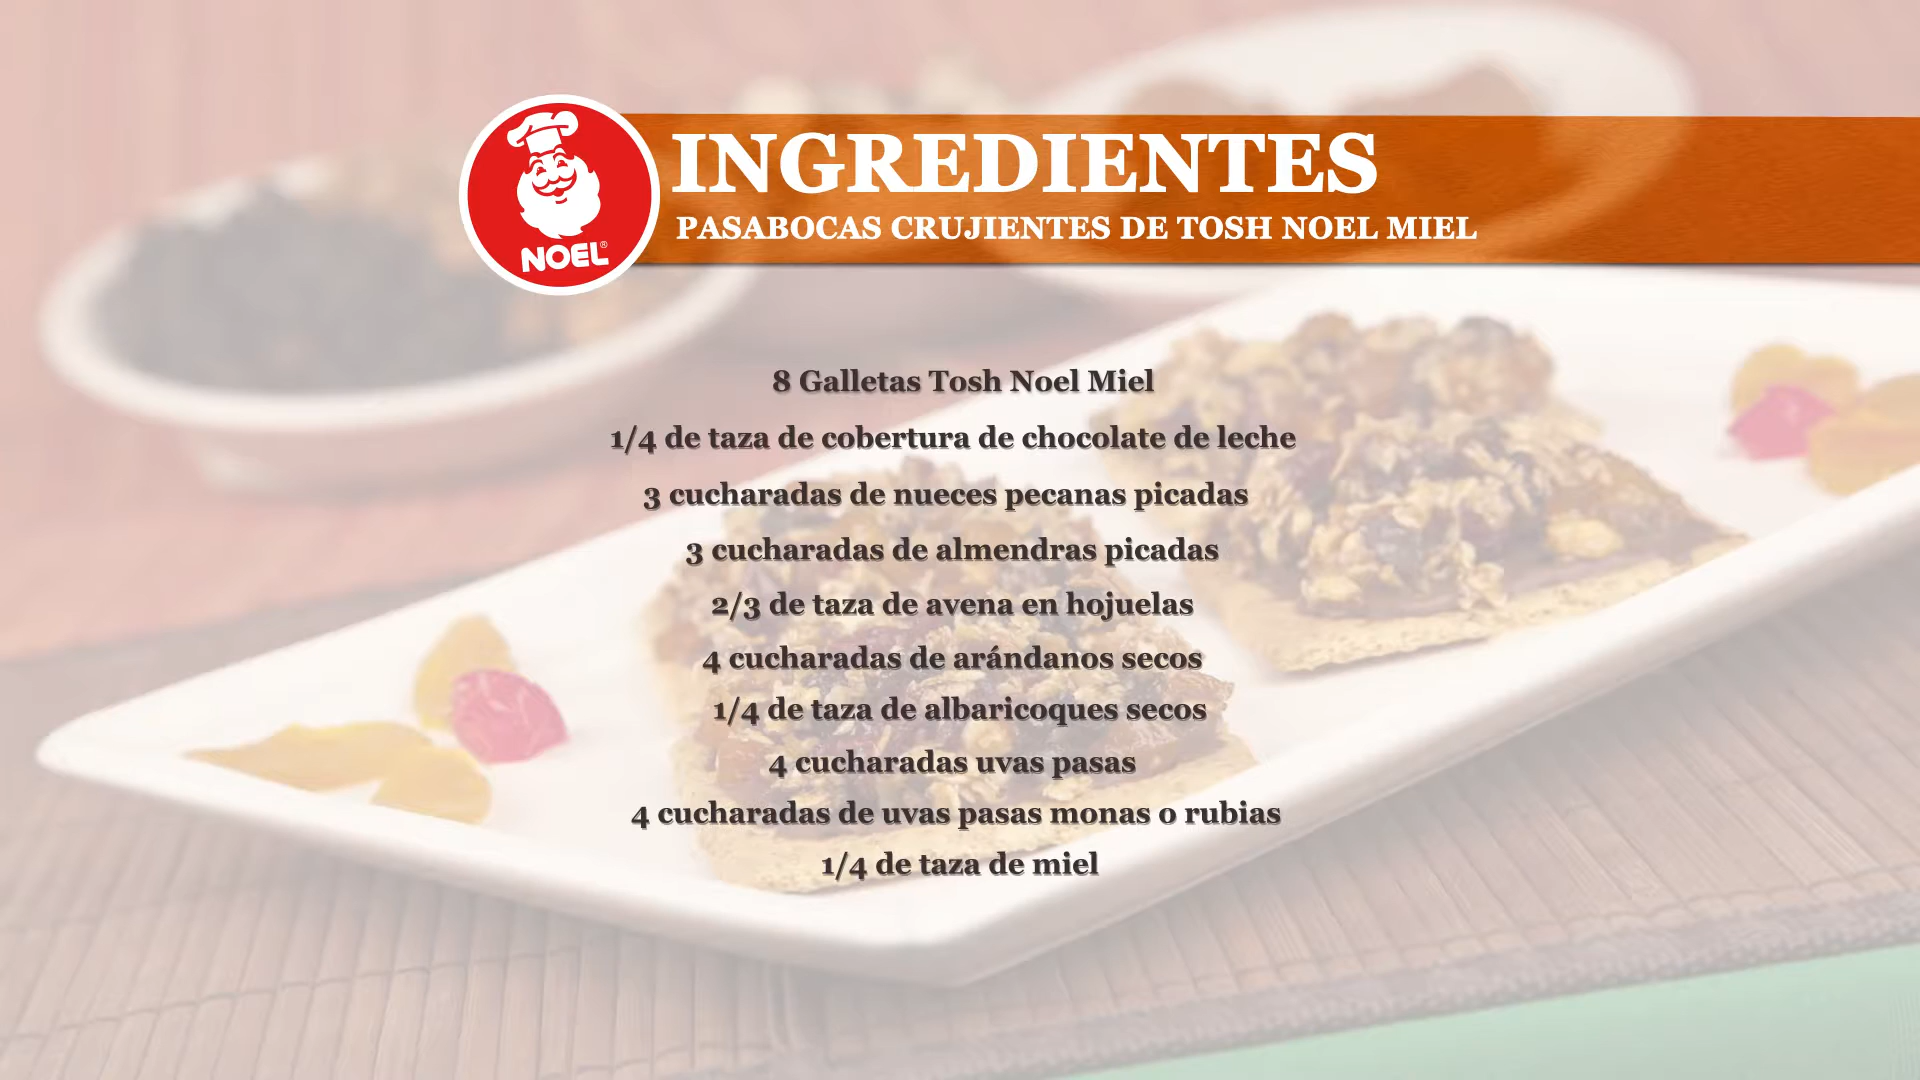 INGREDIENTES
PASABOCAS CRUJIENTES DE TOSH NOEL MIEL
NOEL®
8 Galletas Tosh Noel Miel
1/4 de taza de cobertura de chocolate de leche
3 cucharadas de nueces pecanas picadas
3 cucharadas de almendras picadas
2/3 de taza de avena en hojuelas
4 cucharadas de arándanos secos
1/4 de taza de albaricoques secos
4 cucharadas uvas pasas
4 cucharadas de uvas pasas monas o rubias
1/4 de taza de miel